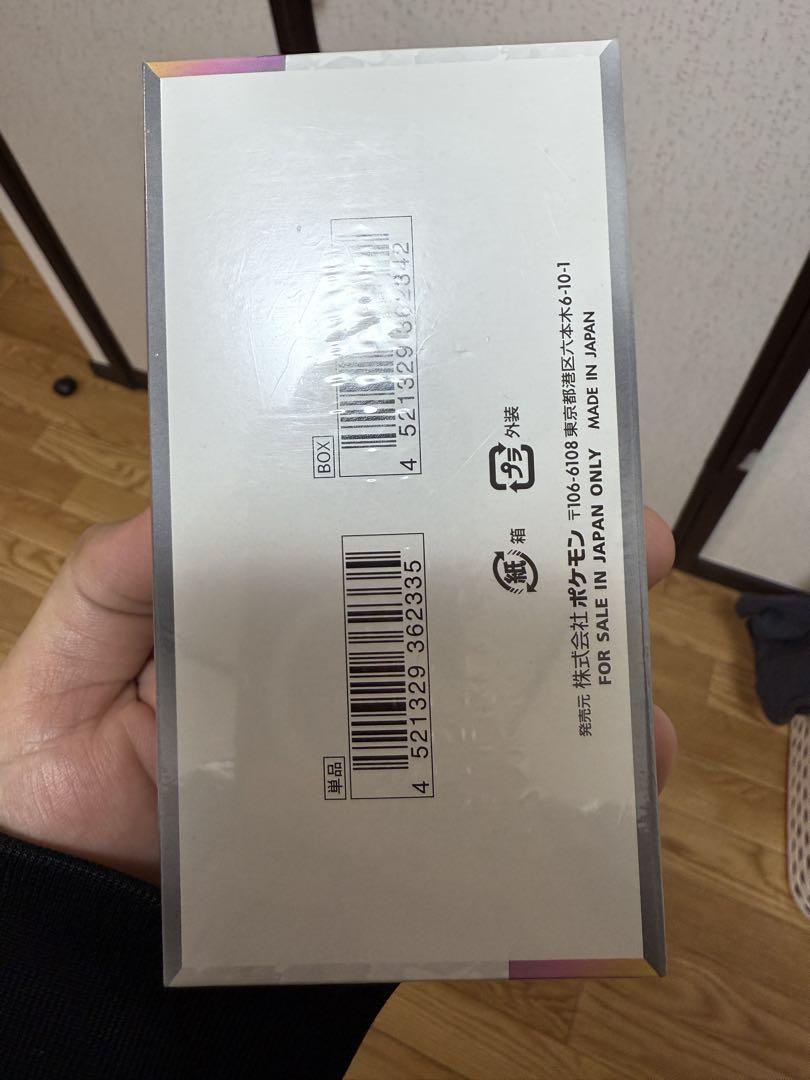 BOX
4 521329 362342
単品
4 521329 362335
プラ 外装
紙 箱
発売元 株式会社ポケモン 〒106-6108 東京都港区六本木6-10-1
FOR SALE IN JAPAN ONLY MADE IN JAPAN